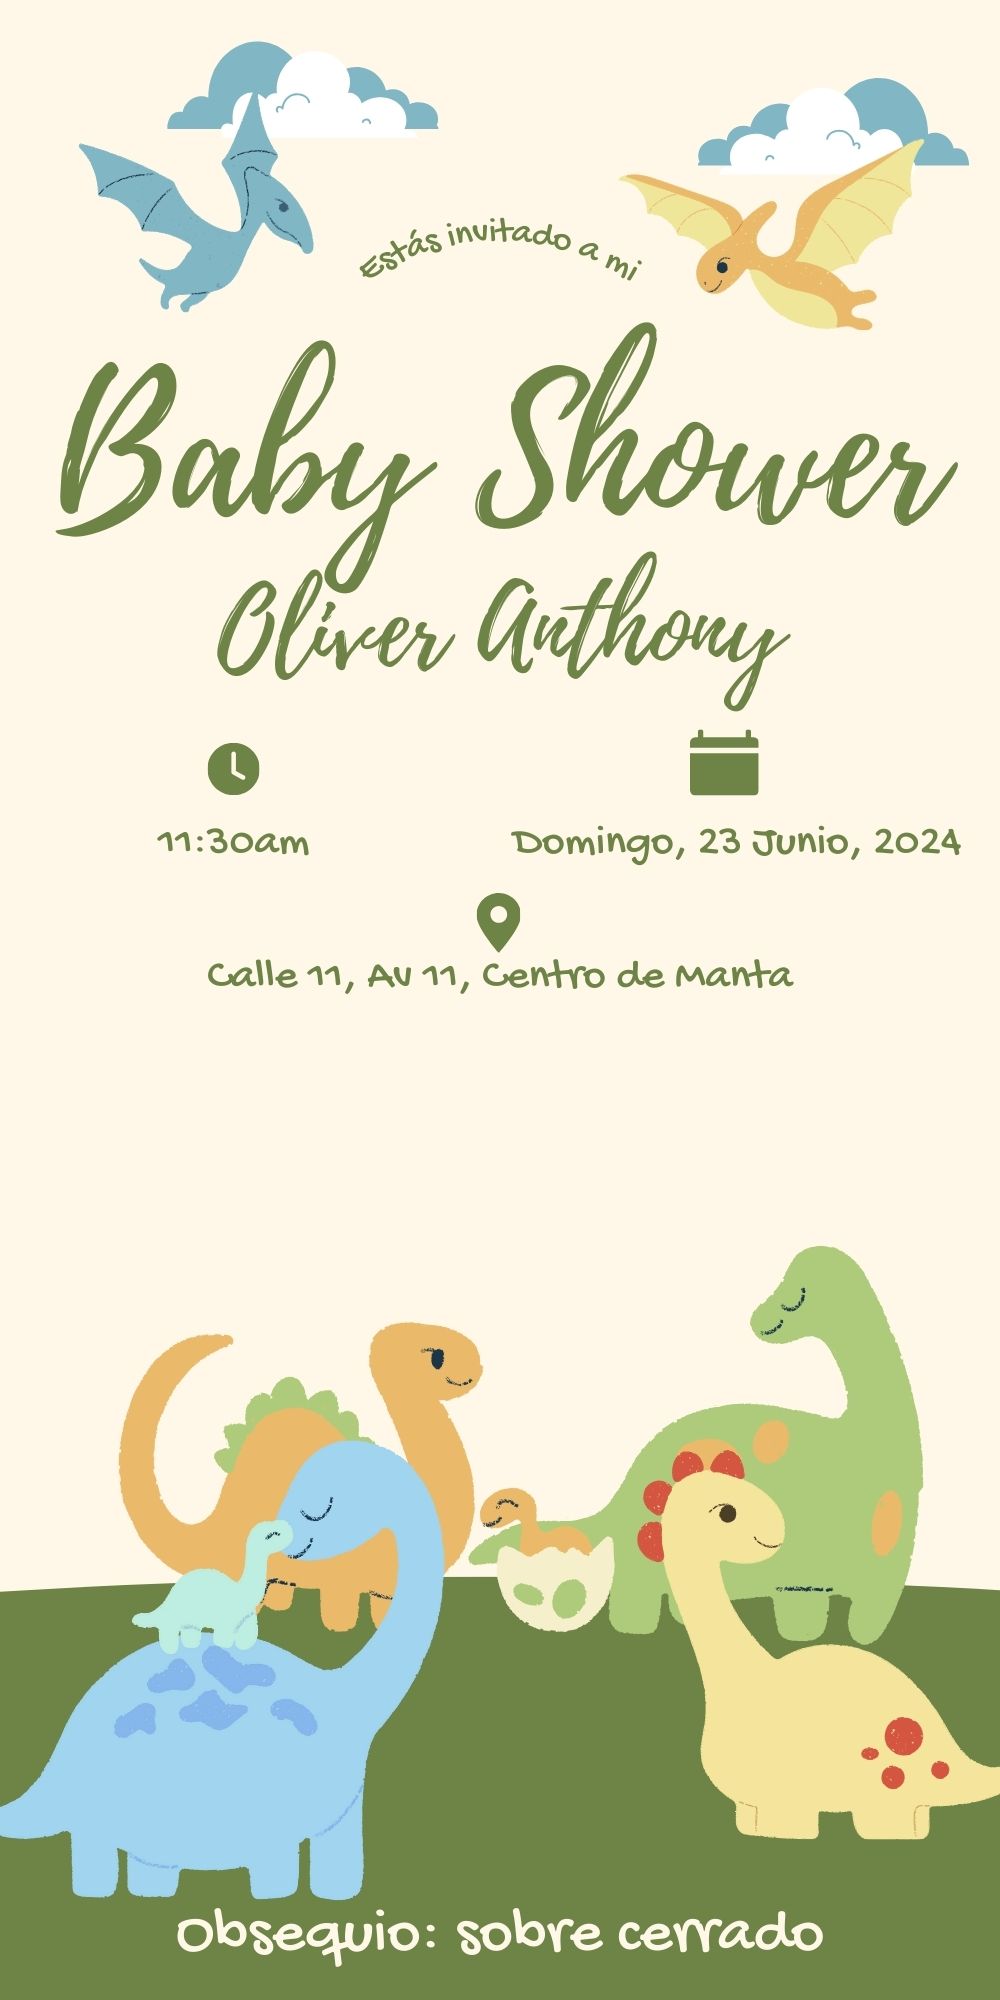 Estás invitado a mi
Baby Shower
Oliver Anthony
11:30am
Domingo, 23 Junio, 2024
Calle 11, Av 11, Centro de Manta
Obsequio: sobre cerrado